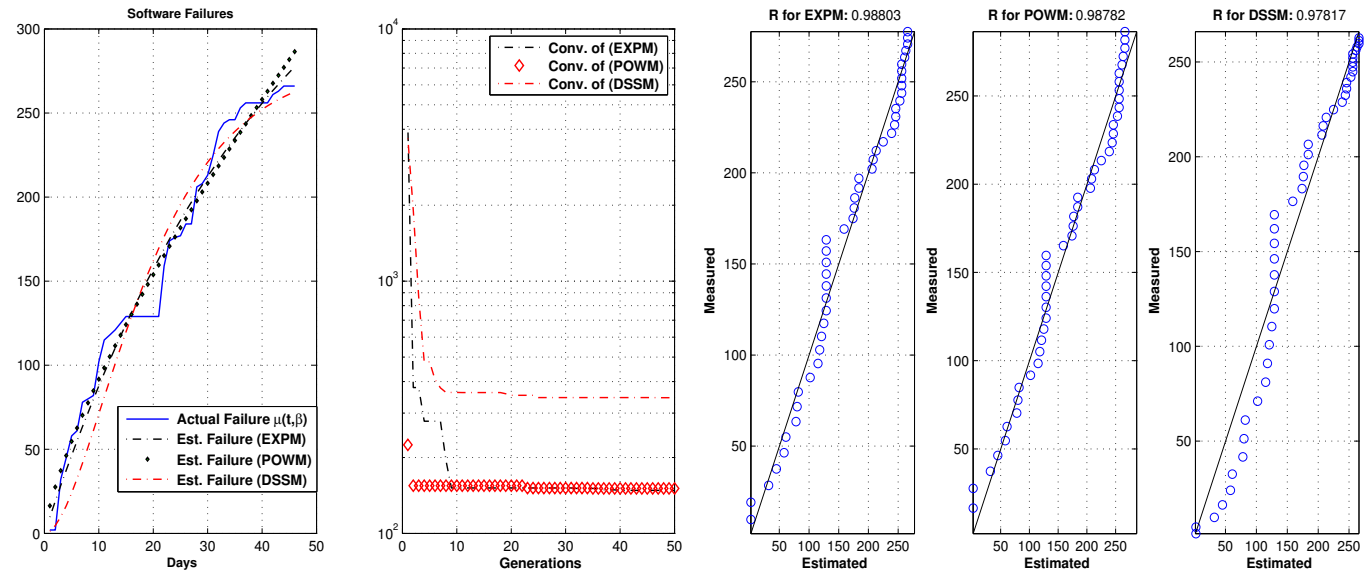 Software Failures
300
250
200
150
100
50
0
0
10
20
30
40
50
Days
Actual Failure μ(t,β)
Est. Failure (EXPM)
Est. Failure (POWM)
Est. Failure (DSSM)
10^4
10^3
10^2
0
10
20
30
40
50
Generations
Conv. of (EXPM)
Conv. of (POWM)
Conv. of (DSSM)
R for EXPM: 0.98803
Measured
250
200
150
100
50
50 100 150 200 250
Estimated
R for POWM: 0.98782
Measured
250
200
150
100
50
50 100 150 200 250
Estimated
R for DSSM: 0.97817
Measured
250
200
150
100
50
50 100 150 200 250
Estimated